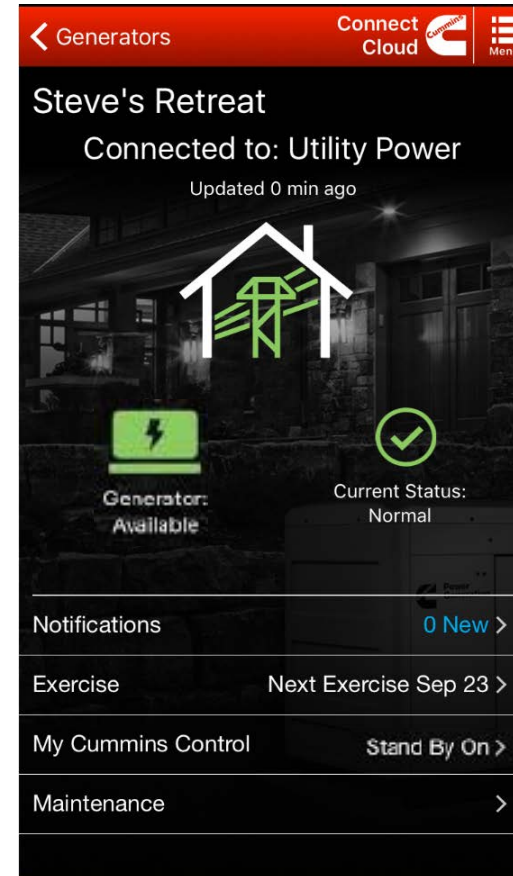 Generators
Connect
Cloud
Cummins
Men
Steve's Retreat
Connected to: Utility Power
Updated 0 min ago
Generator:
Available
Current Status:
Normal
Power
Notifications
0 New
Exercise
Next Exercise Sep 23
My Cummins Control
Stand By On
Maintenance